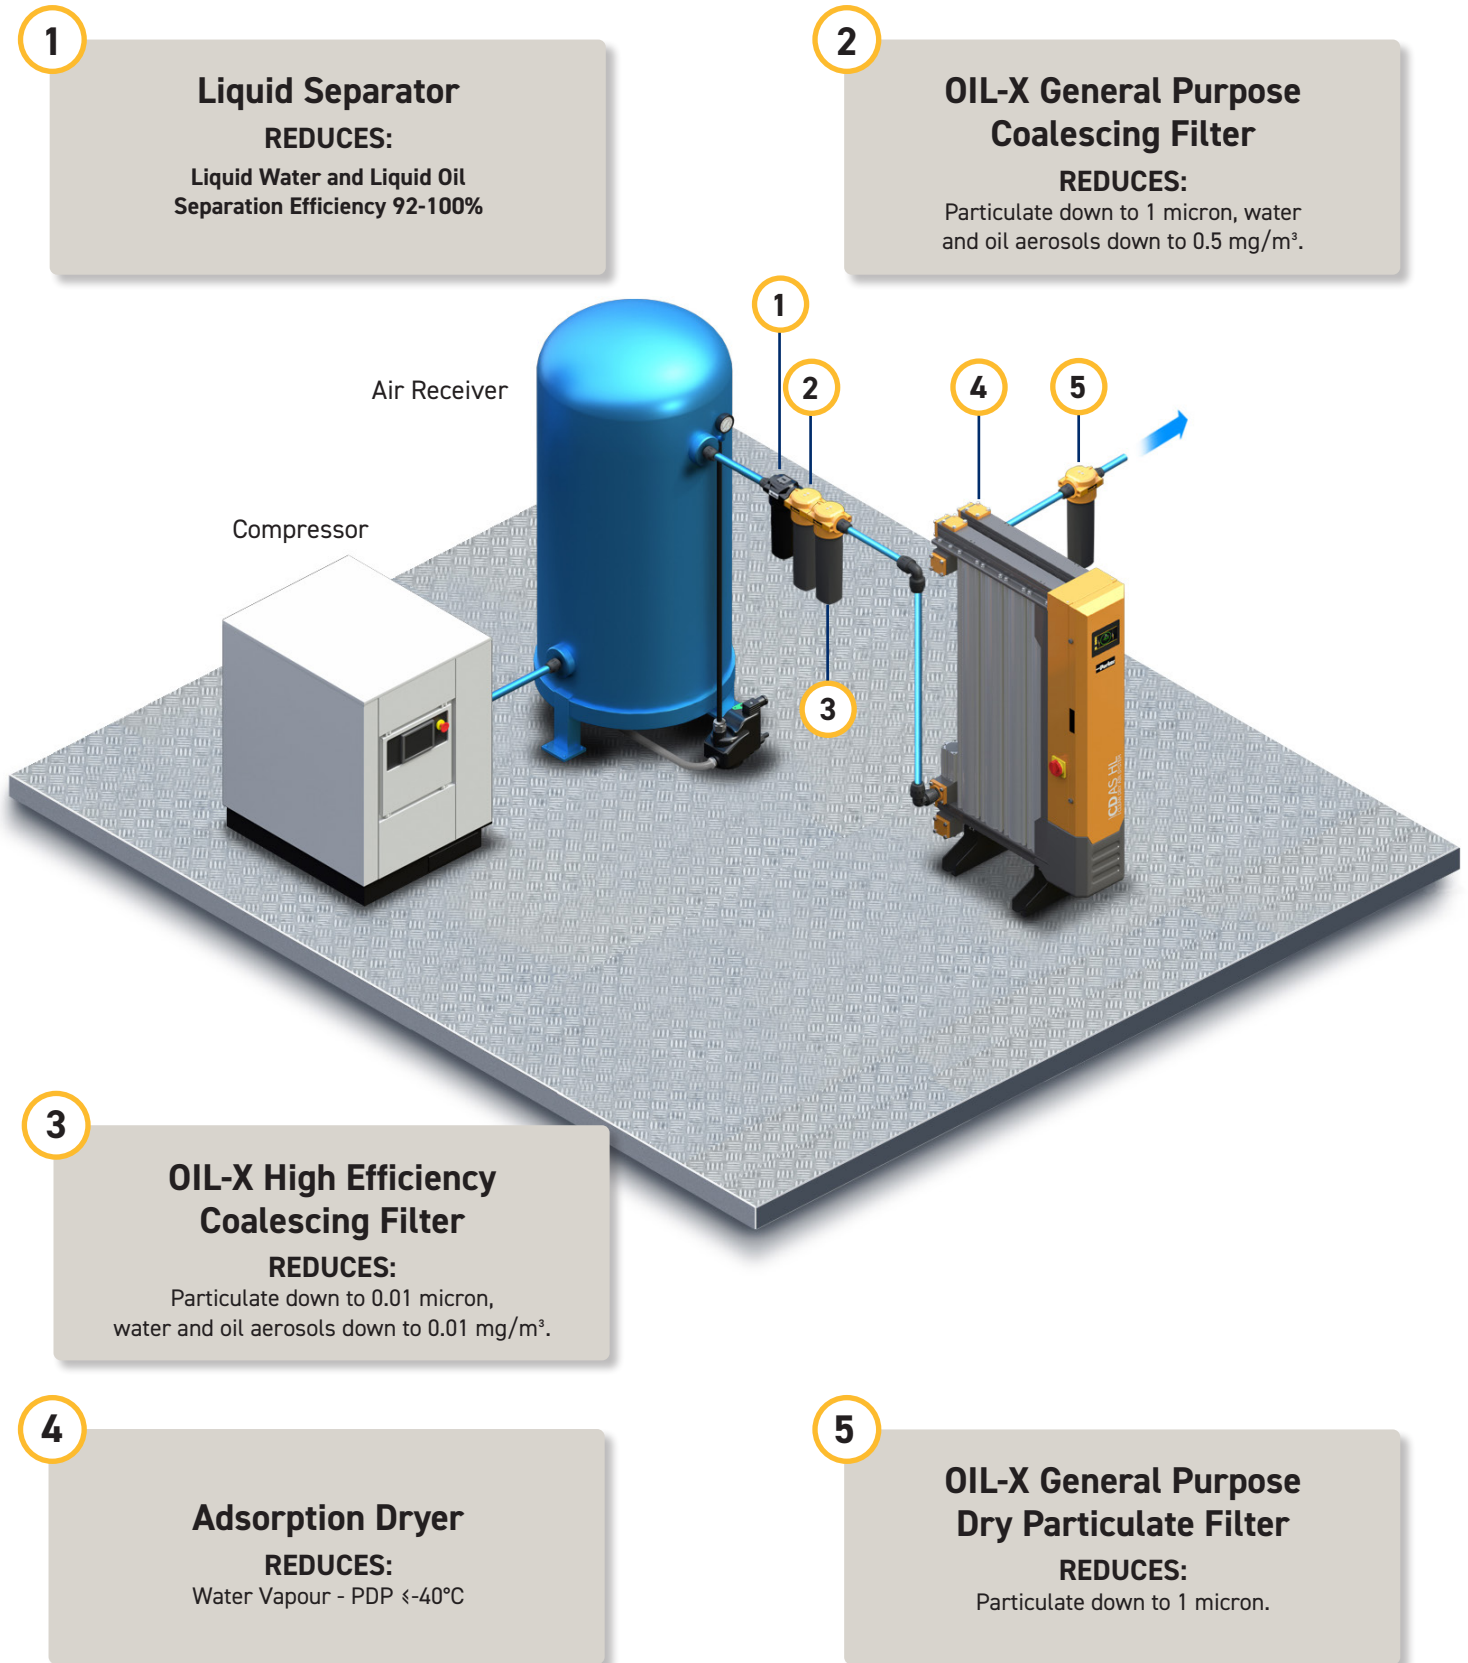 1
Liquid Separator
REDUCES:
Liquid Water and Liquid Oil
Separation Efficiency 92-100%
2
OIL-X General Purpose
Coalescing Filter
REDUCES:
Particulate down to 1 micron, water
and oil aerosols down to 0.5 mg/m³.
1
2
4
5
Air Receiver
Compressor
3
Parker
CDAS HL
3
OIL-X High Efficiency
Coalescing Filter
REDUCES:
Particulate down to 0.01 micron,
water and oil aerosols down to 0.01 mg/m³.
4
Adsorption Dryer
REDUCES:
Water Vapour - PDP ≤-40°C
5
OIL-X General Purpose
Dry Particulate Filter
REDUCES:
Particulate down to 1 micron.